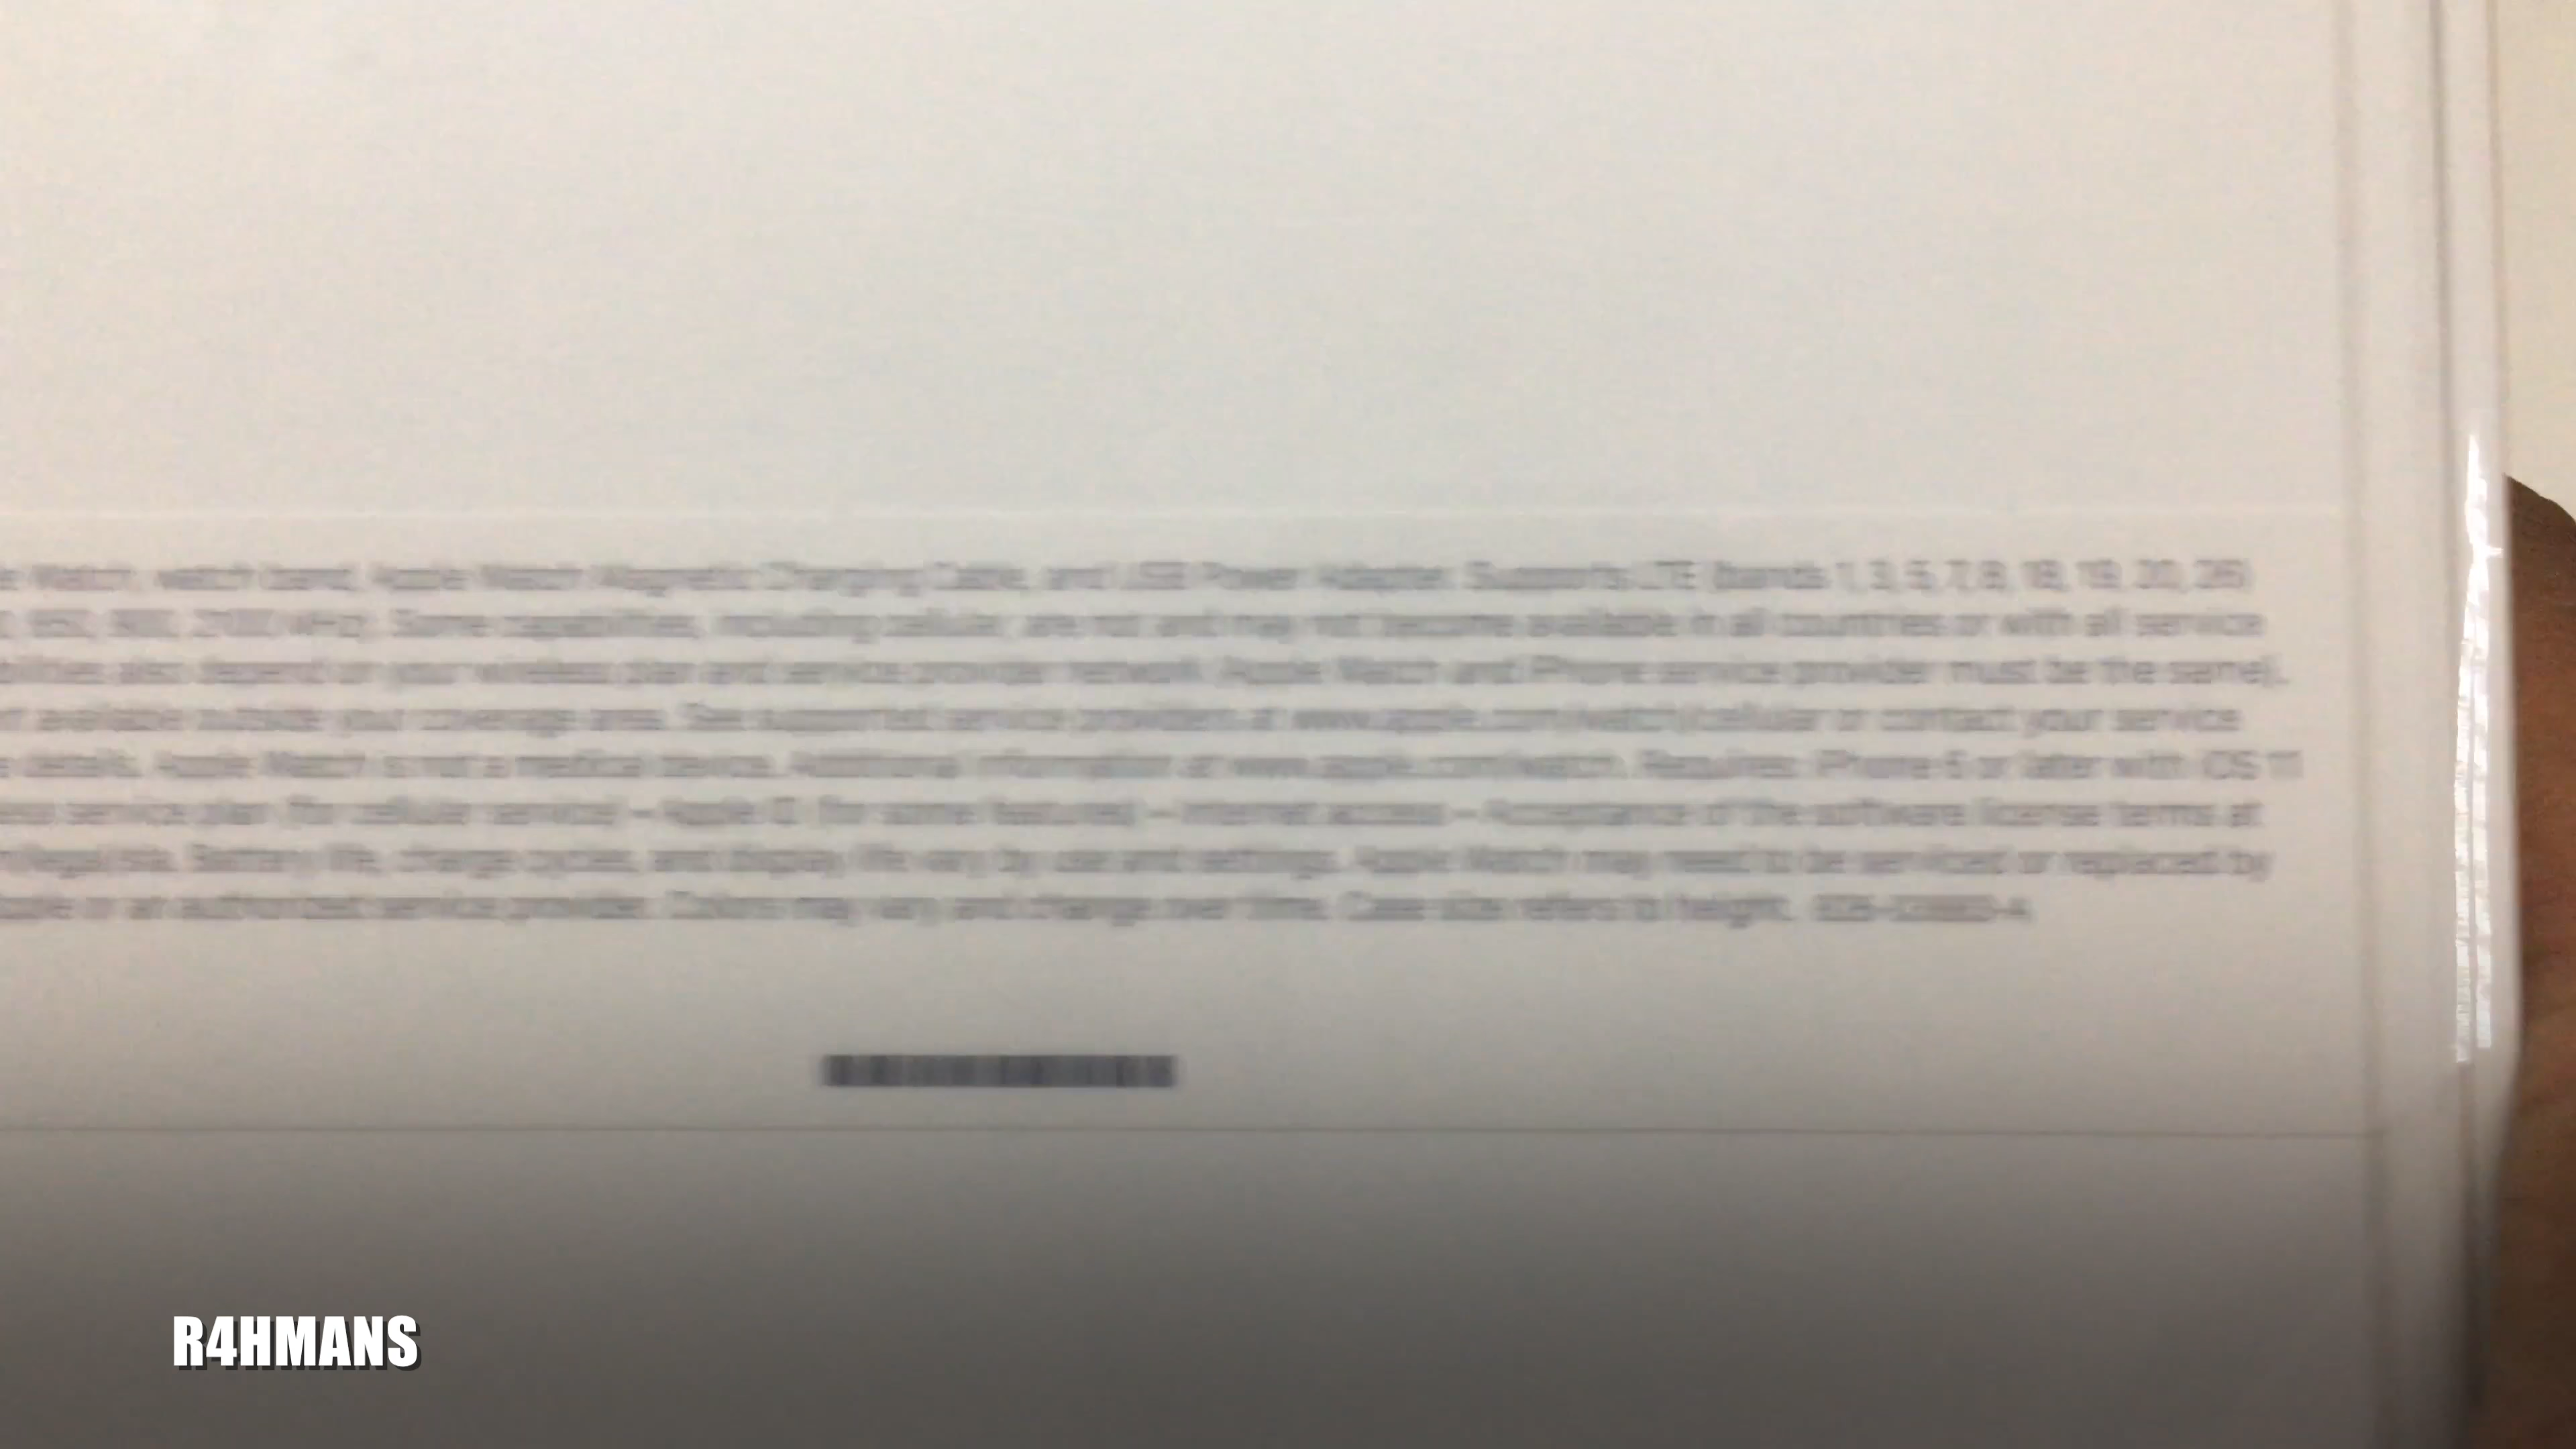 Watch, watch band, Apple Watch Magnetic Charging Cable, and USB Power Adapter. Supports LTE (bands 1, 3, 5, 7, 8, 18, 19, 20, 26)
850, 900, 2100 MHz). Some capabilities, including cellular, are not and may not become available in all countries or with all service
also depend on your wireless plan and service provider network (Apple Watch and iPhone service provider must be the same).
available outside your coverage area. See supported service providers at www.apple.com/watch/cellular or contact your service
details. Apple Watch is not a medical device. Additional information at www.apple.com/watch. Requires: iPhone 6 or later with iOS 11
service plan (for cellular service) – Apple ID (for some features) – Internet access – Acceptance of the software license terms at
Battery life, charge cycles, and display life vary by use and settings. Apple Watch may need to be serviced or replaced by
or an authorized service provider. Colors may vary and change over time. Case size refers to height.
R4HMANS